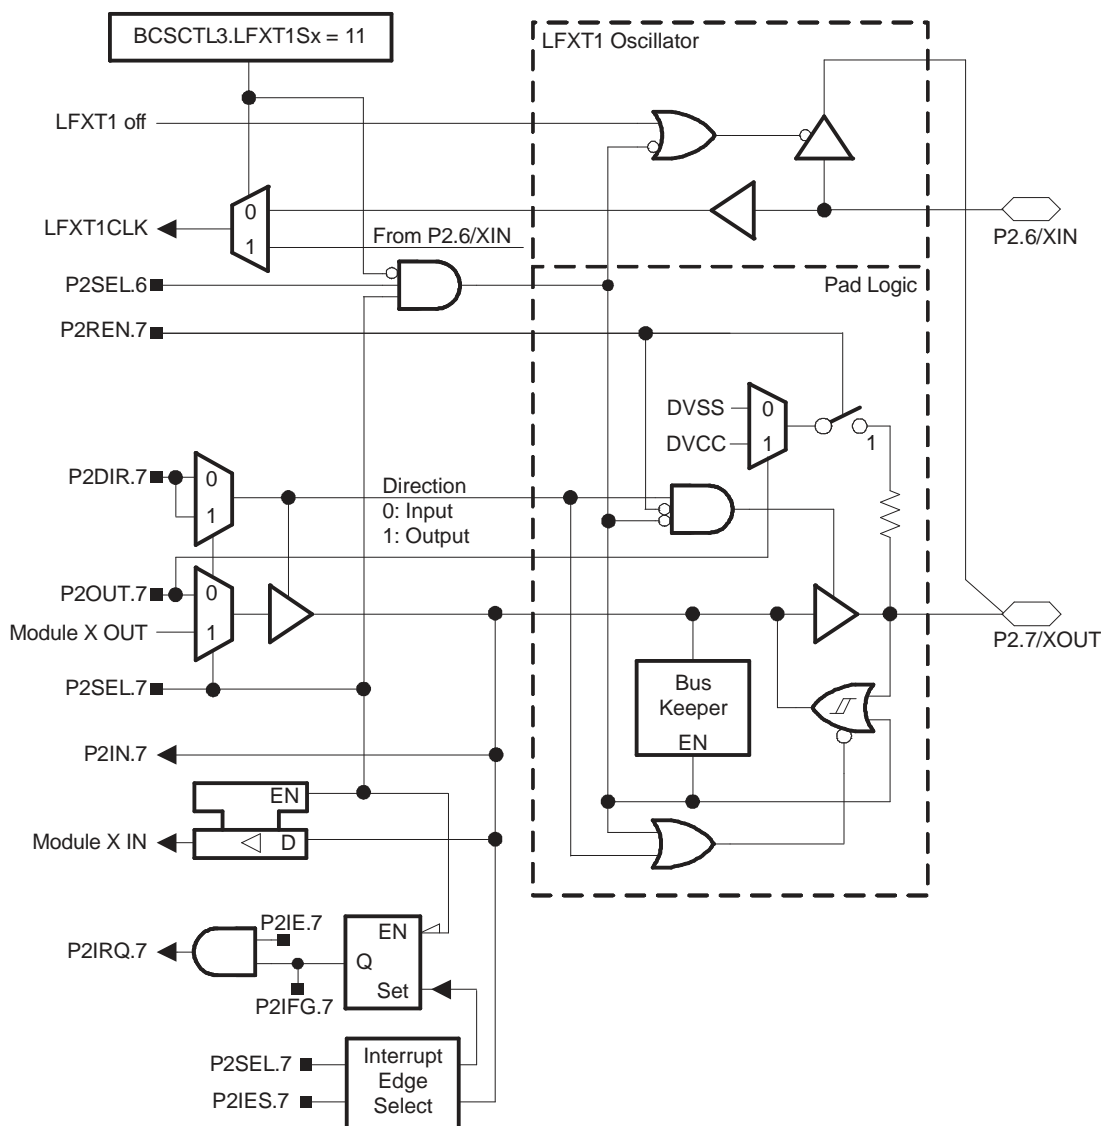 BCSCTL3.LFXT1Sx = 11
LFXT1 Oscillator
LFXT1 off
0
LFXT1CLK
1
From P2.6/XIN
P2.6/XIN
P2SEL.6
Pad Logic
P2REN.7
DVSS
0
DVCC
1
1
P2DIR.7
0
1
Direction
0: Input
1: Output
P2OUT.7
0
Module X OUT
1
P2.7/XOUT
P2SEL.7
Bus
Keeper
EN
P2IN.7
EN
Module X IN
D
P2IE.7
EN
P2IRQ.7
Q
Set
P2IFG.7
P2SEL.7
P2IES.7
Interrupt
Edge
Select